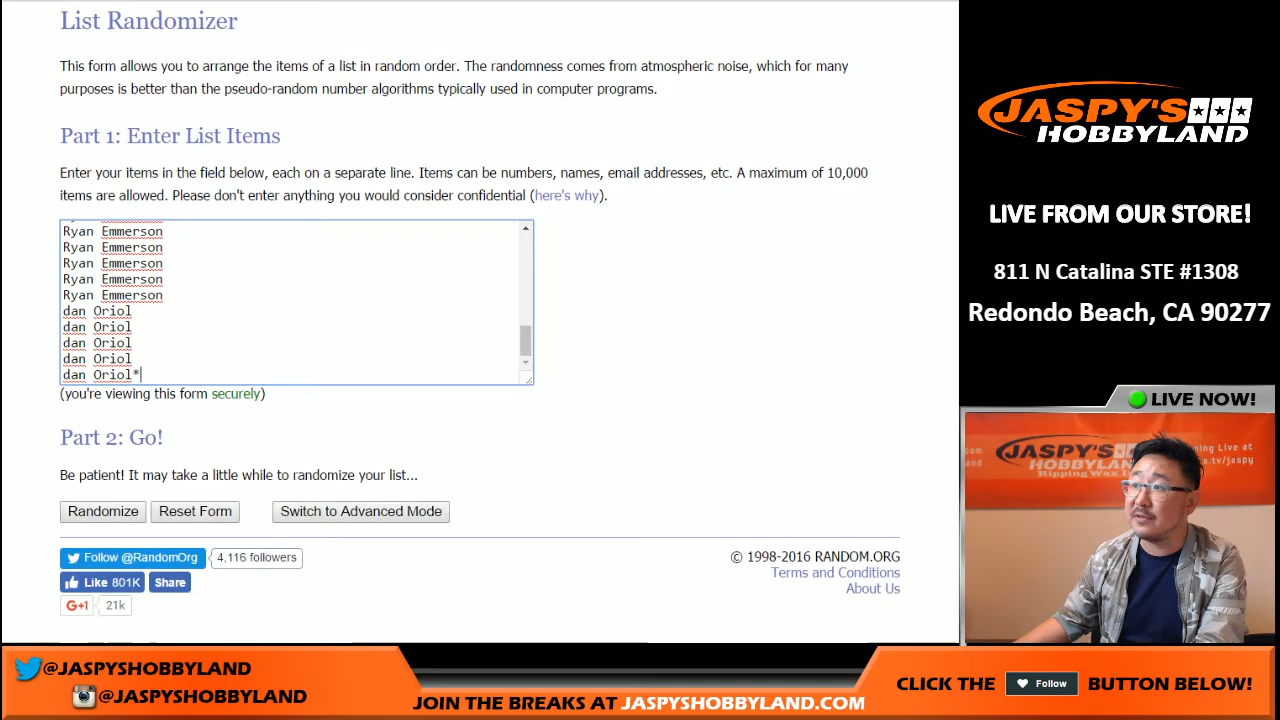 List Randomizer
This form allows you to arrange the items of a list in random order. The randomness comes from atmospheric noise, which for many
purposes is better than the pseudo-random number algorithms typically used in computer programs.
Part 1: Enter List Items
Enter your items in the field below, each on a separate line. Items can be numbers, names, email addresses, etc. A maximum of 10,000
items are allowed. Please don't enter anything you would consider confidential (here's why).
Ryan Emmerson
Ryan Emmerson
Ryan Emmerson
Ryan Emmerson
Ryan Emmerson
dan Oriol
dan Oriol
dan Oriol
dan Oriol
dan Oriol*
(you're viewing this form securely)
Part 2: Go!
Be patient! It may take a little while to randomize your list...
Randomize Reset Form Switch to Advanced Mode
Follow @RandomOrg 4,116 followers
Like 801K Share
G+1 21k
© 1998-2016 RANDOM.ORG
Terms and Conditions
About Us
JASPY'S
HOBBYLAND
LIVE FROM OUR STORE!
811 N Catalina STE #1308
Redondo Beach, CA 90277
LIVE NOW!
JASPY'S
HOBBYLAND
Ripping Wax
Live at
.tv/jaspy
@JASPYSHOBBYLAND
@JASPYSHOBBYLAND
JOIN THE BREAKS AT JASPYSHOBBYLAND.COM
CLICK THE Follow BUTTON BELOW!